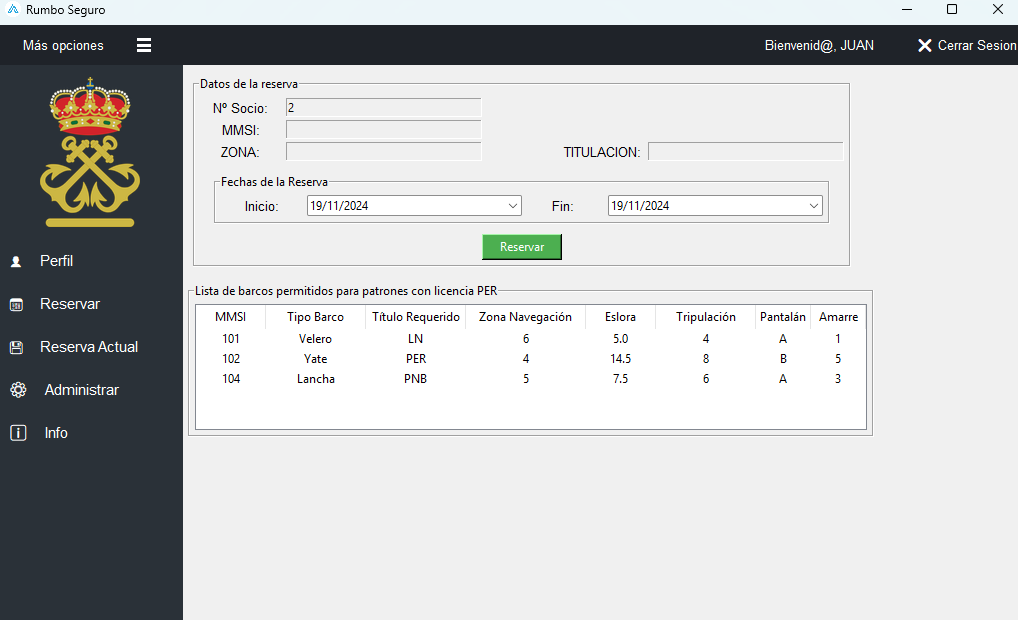 Rumbo Seguro
Más opciones
Bienvenid@, JUAN
Cerrar Sesion
Perfil
Reservar
Reserva Actual
Administrar
Info
Datos de la reserva
Nº Socio: 2
MMSI:
ZONA: TITULACION:
Fechas de la Reserva
Inicio: 19/11/2024 Fin: 19/11/2024
Reservar
Lista de barcos permitidos para patrones con licencia PER
MMSI Tipo Barco Título Requerido Zona Navegación Eslora Tripulación Pantalán Amarre
101 Velero LN 6 5.0 4 A 1
102 Yate PER 4 14.5 8 B 5
104 Lancha PNB 5 7.5 6 A 3